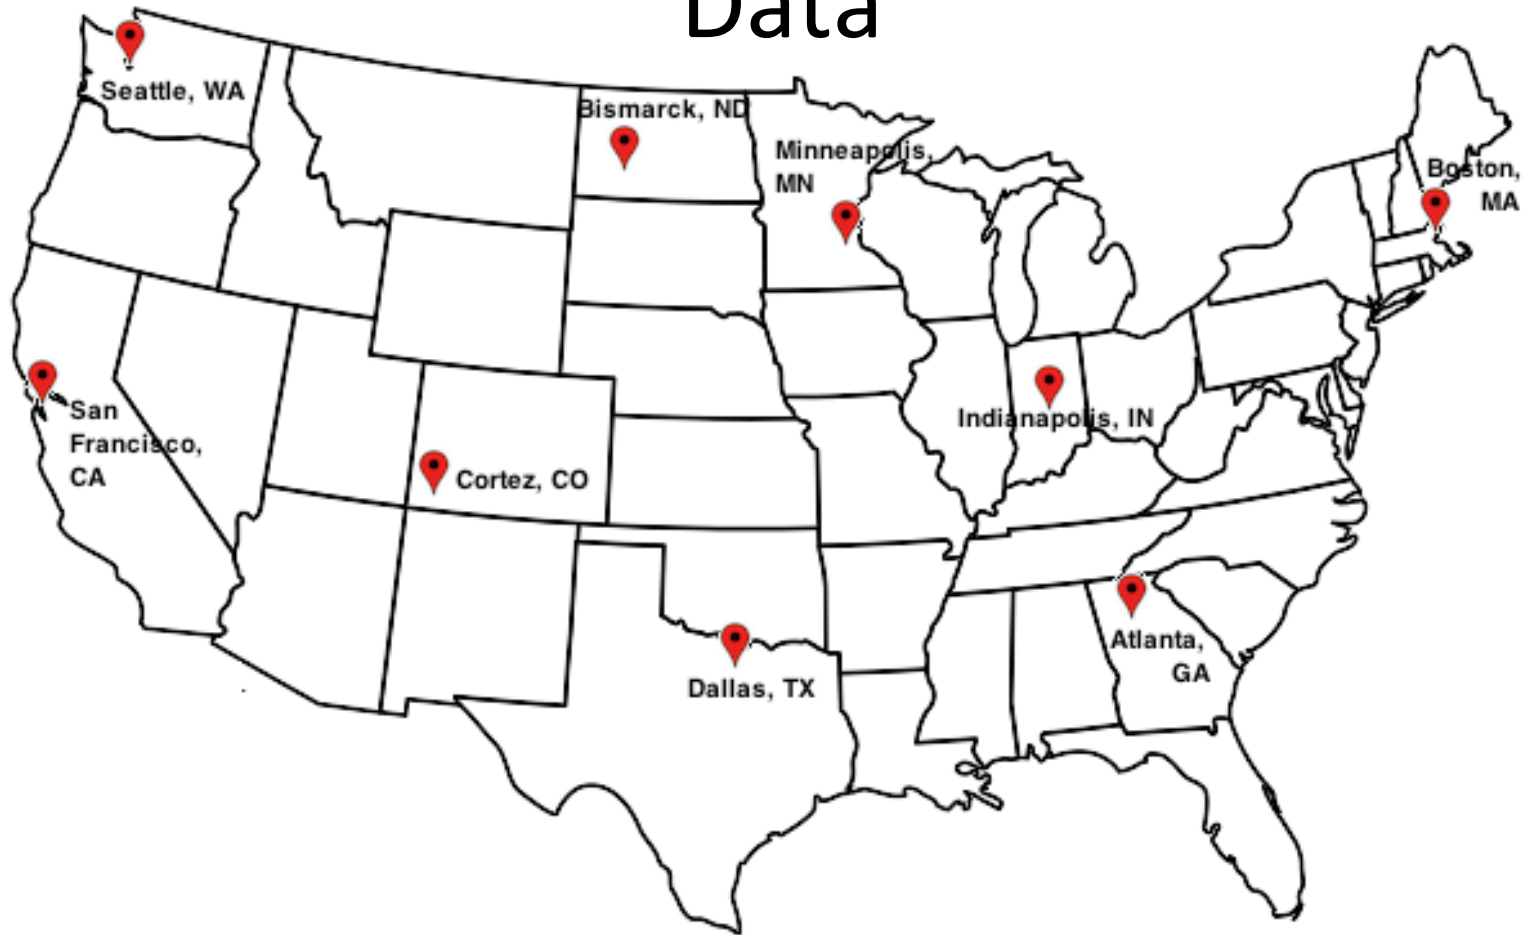 Data
Seattle, WA
Bismarck, ND
Minneapolis,
MN
Boston,
MA
San
Francisco,
CA
Cortez, CO
Indianapolis, IN
Dallas, TX
Atlanta,
GA